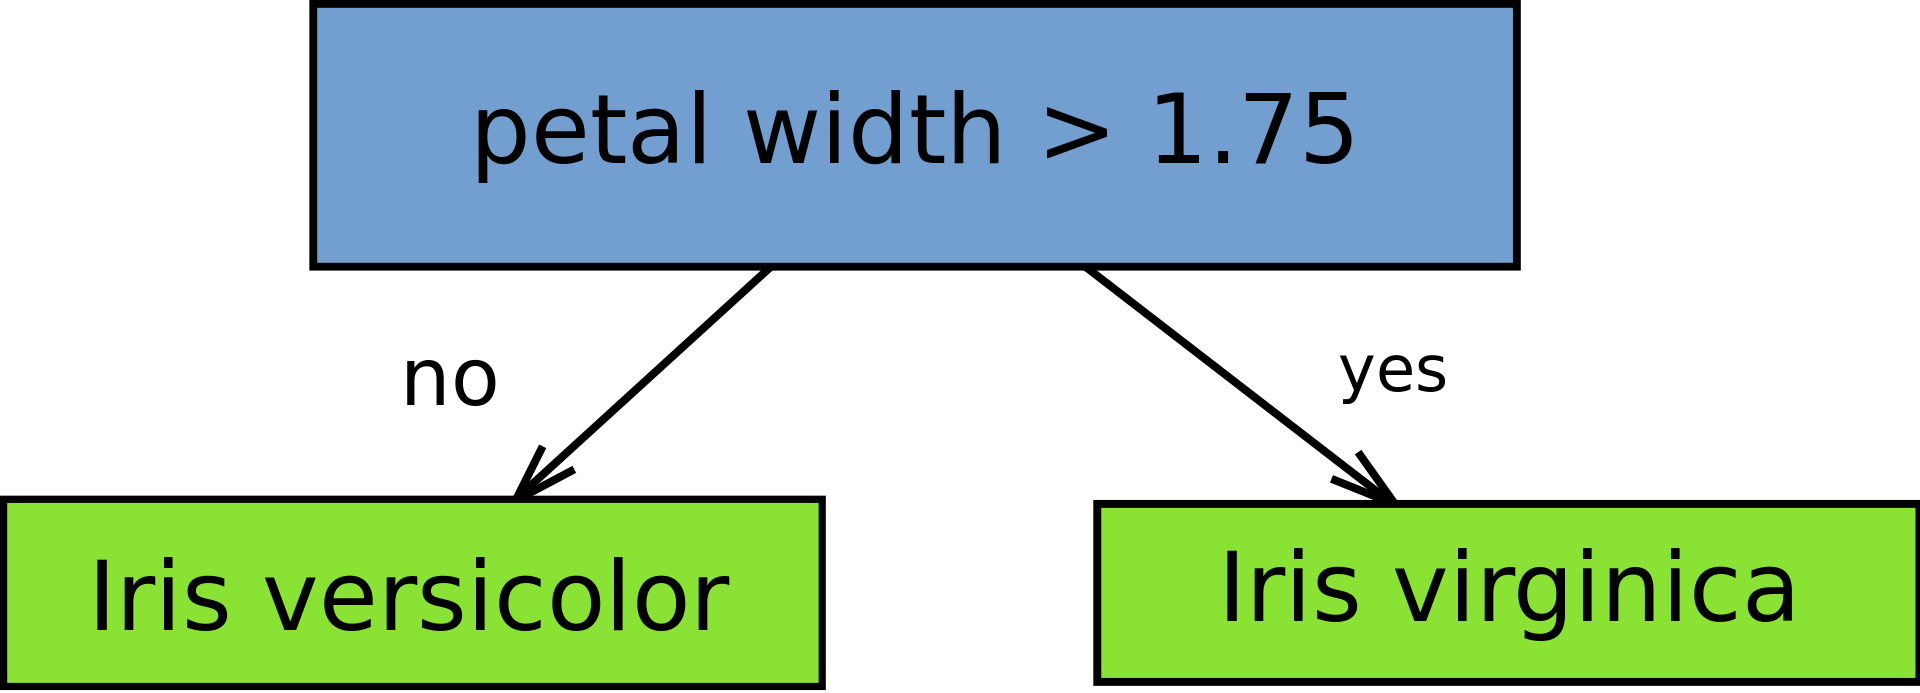 petal width > 1.75
no
yes
Iris versicolor
Iris virginica